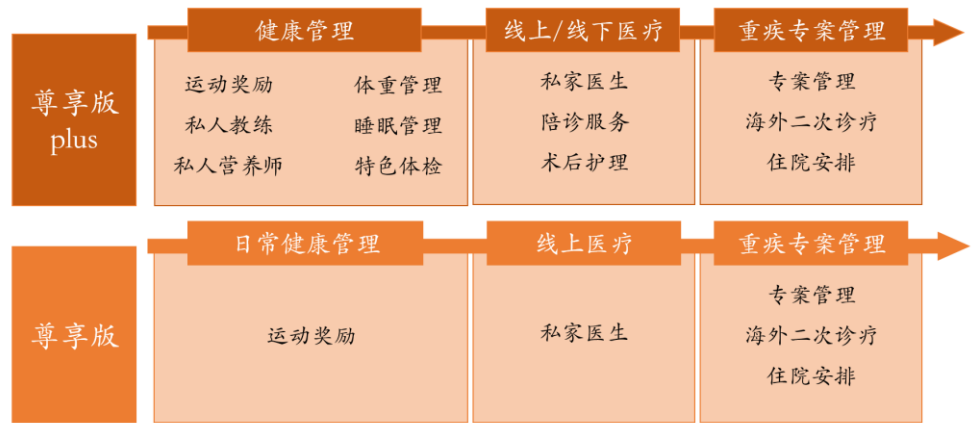 健康管理
线上/线下医疗
重疾专案管理
尊享版
plus
运动奖励 体重管理
私人教练 睡眠管理
私人营养师 特色体检
私家医生
陪诊服务
术后护理
专案管理
海外二次诊疗
住院安排
日常健康管理
线上医疗
重疾专案管理
尊享版
运动奖励
私家医生
专案管理
海外二次诊疗
住院安排